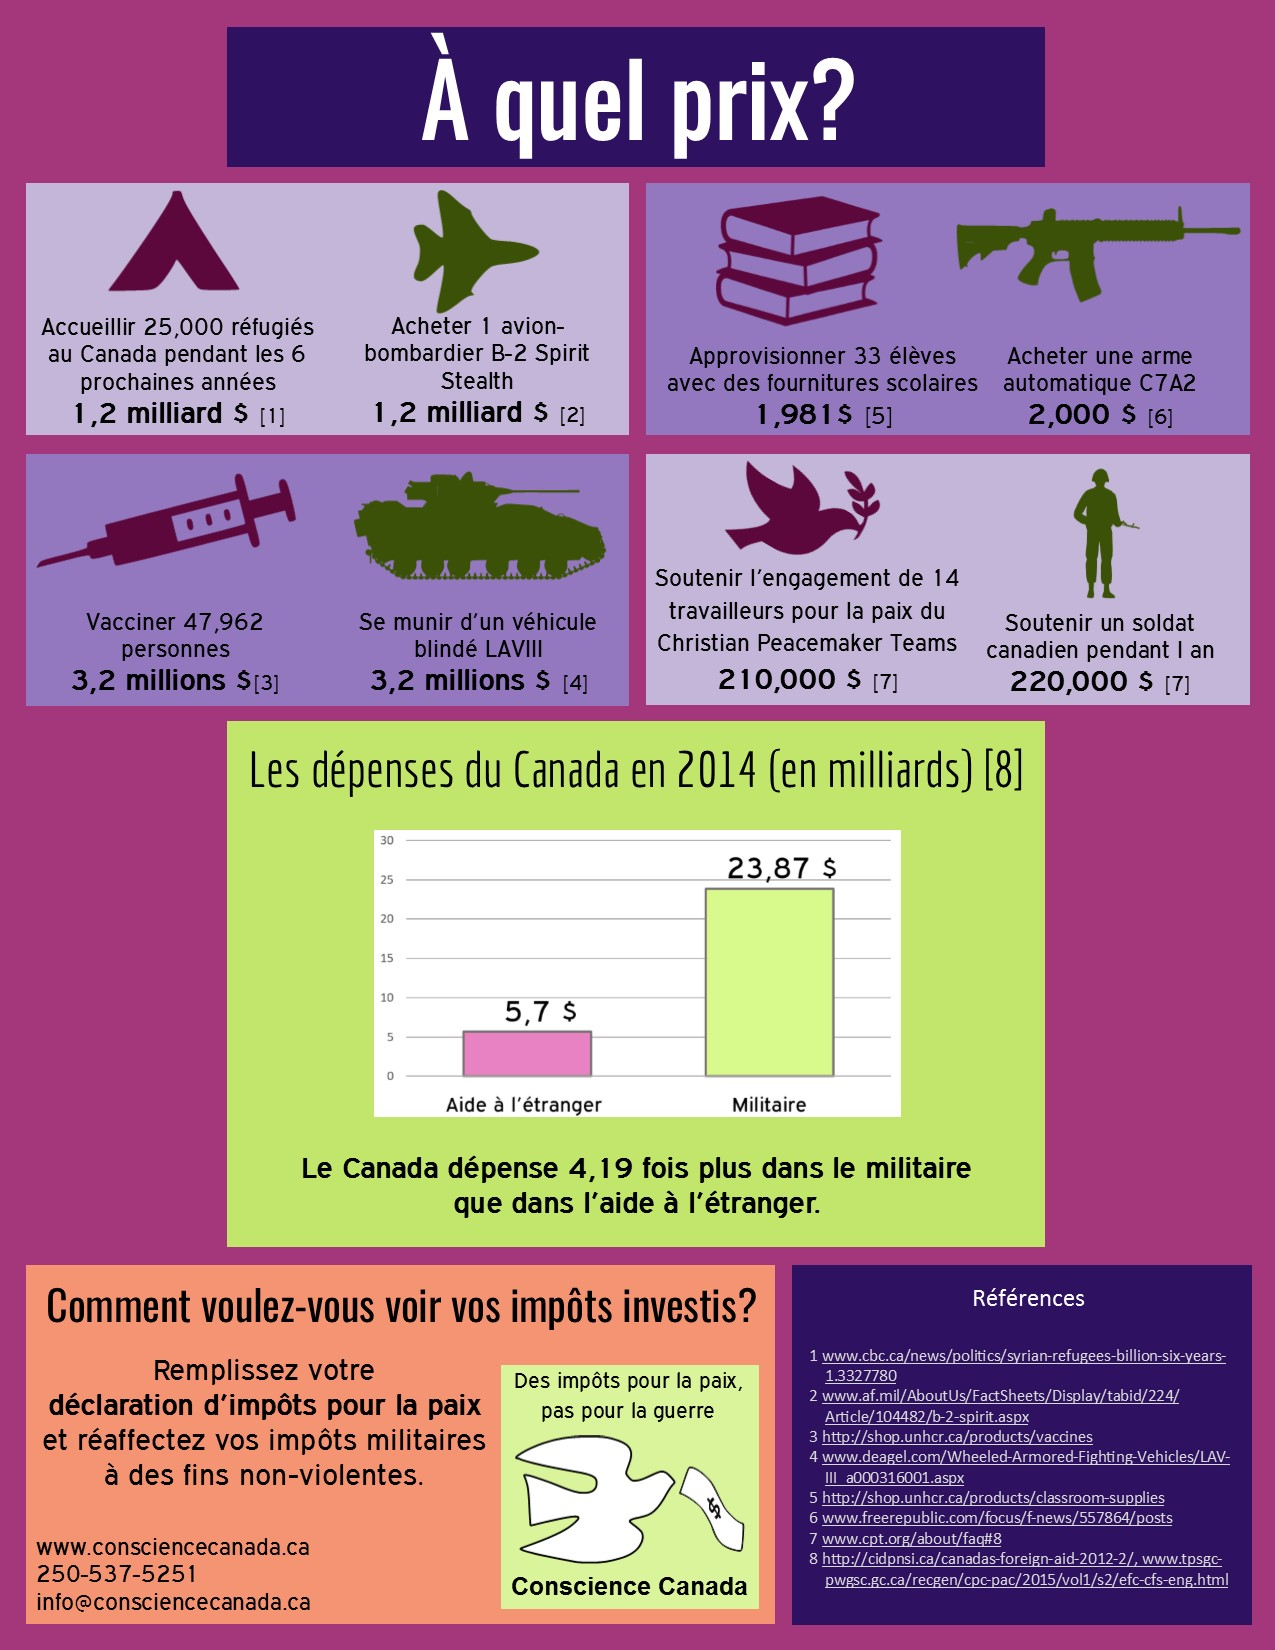 À quel prix?
Accueillir 25,000 réfugiés
au Canada pendant les 6
prochaines années
1,2 milliard $ [1]
Acheter 1 avion-
bombardier B-2 Spirit
Stealth
1,2 milliard $ [2]
Approvisionner 33 élèves
avec des fournitures scolaires
1,981$ [5]
Acheter une arme
automatique C7A2
2,000 $ [6]
Vacciner 47,962
personnes
3,2 millions $[3]
Se munir d'un véhicule
blindé LAVIII
3,2 millions $ [4]
Soutenir l'engagement de 14
travailleurs pour la paix du
Christian Peacemaker Teams
210,000 $ [7]
Soutenir un soldat
canadien pendant l an
220,000 $ [7]
Les dépenses du Canada en 2014 (en milliards) [8]
30
25
20
15
10
5
0
5,7 $
23,87 $
Aide à l'étranger
Militaire
Le Canada dépense 4,19 fois plus dans le militaire
que dans l'aide à l'étranger.
Comment voulez-vous voir vos impôts investis?
Remplissez votre
déclaration d'impôts pour la paix
et réaffectez vos impôts militaires
à des fins non-violentes.
www.consciencecanada.ca
250-537-5251
info@consciencecanada.ca
Des impôts pour la paix,
pas pour la guerre
$
Conscience Canada
Références
1 www.cbc.ca/news/politics/syrian-refugees-billion-six-years-
1.3327780
2 www.af.mil/AboutUs/FactSheets/Display/tabid/224/
Article/104482/b-2-spirit.aspx
3 http://shop.unhcr.ca/products/vaccines
4 www.deagel.com/Wheeled-Armored-Fighting-Vehicles/LAV-
III_a000316001.aspx
5 http://shop.unhcr.ca/products/classroom-supplies
6 www.freerepublic.com/focus/f-news/557864/posts
7 www.cpt.org/about/faq#8
8 http://cidpnsi.ca/canadas-foreign-aid-2012-2/, www.tpsgc-
pwgsc.gc.ca/recgen/cpc-pac/2015/vol1/s2/efc-cfs-eng.html